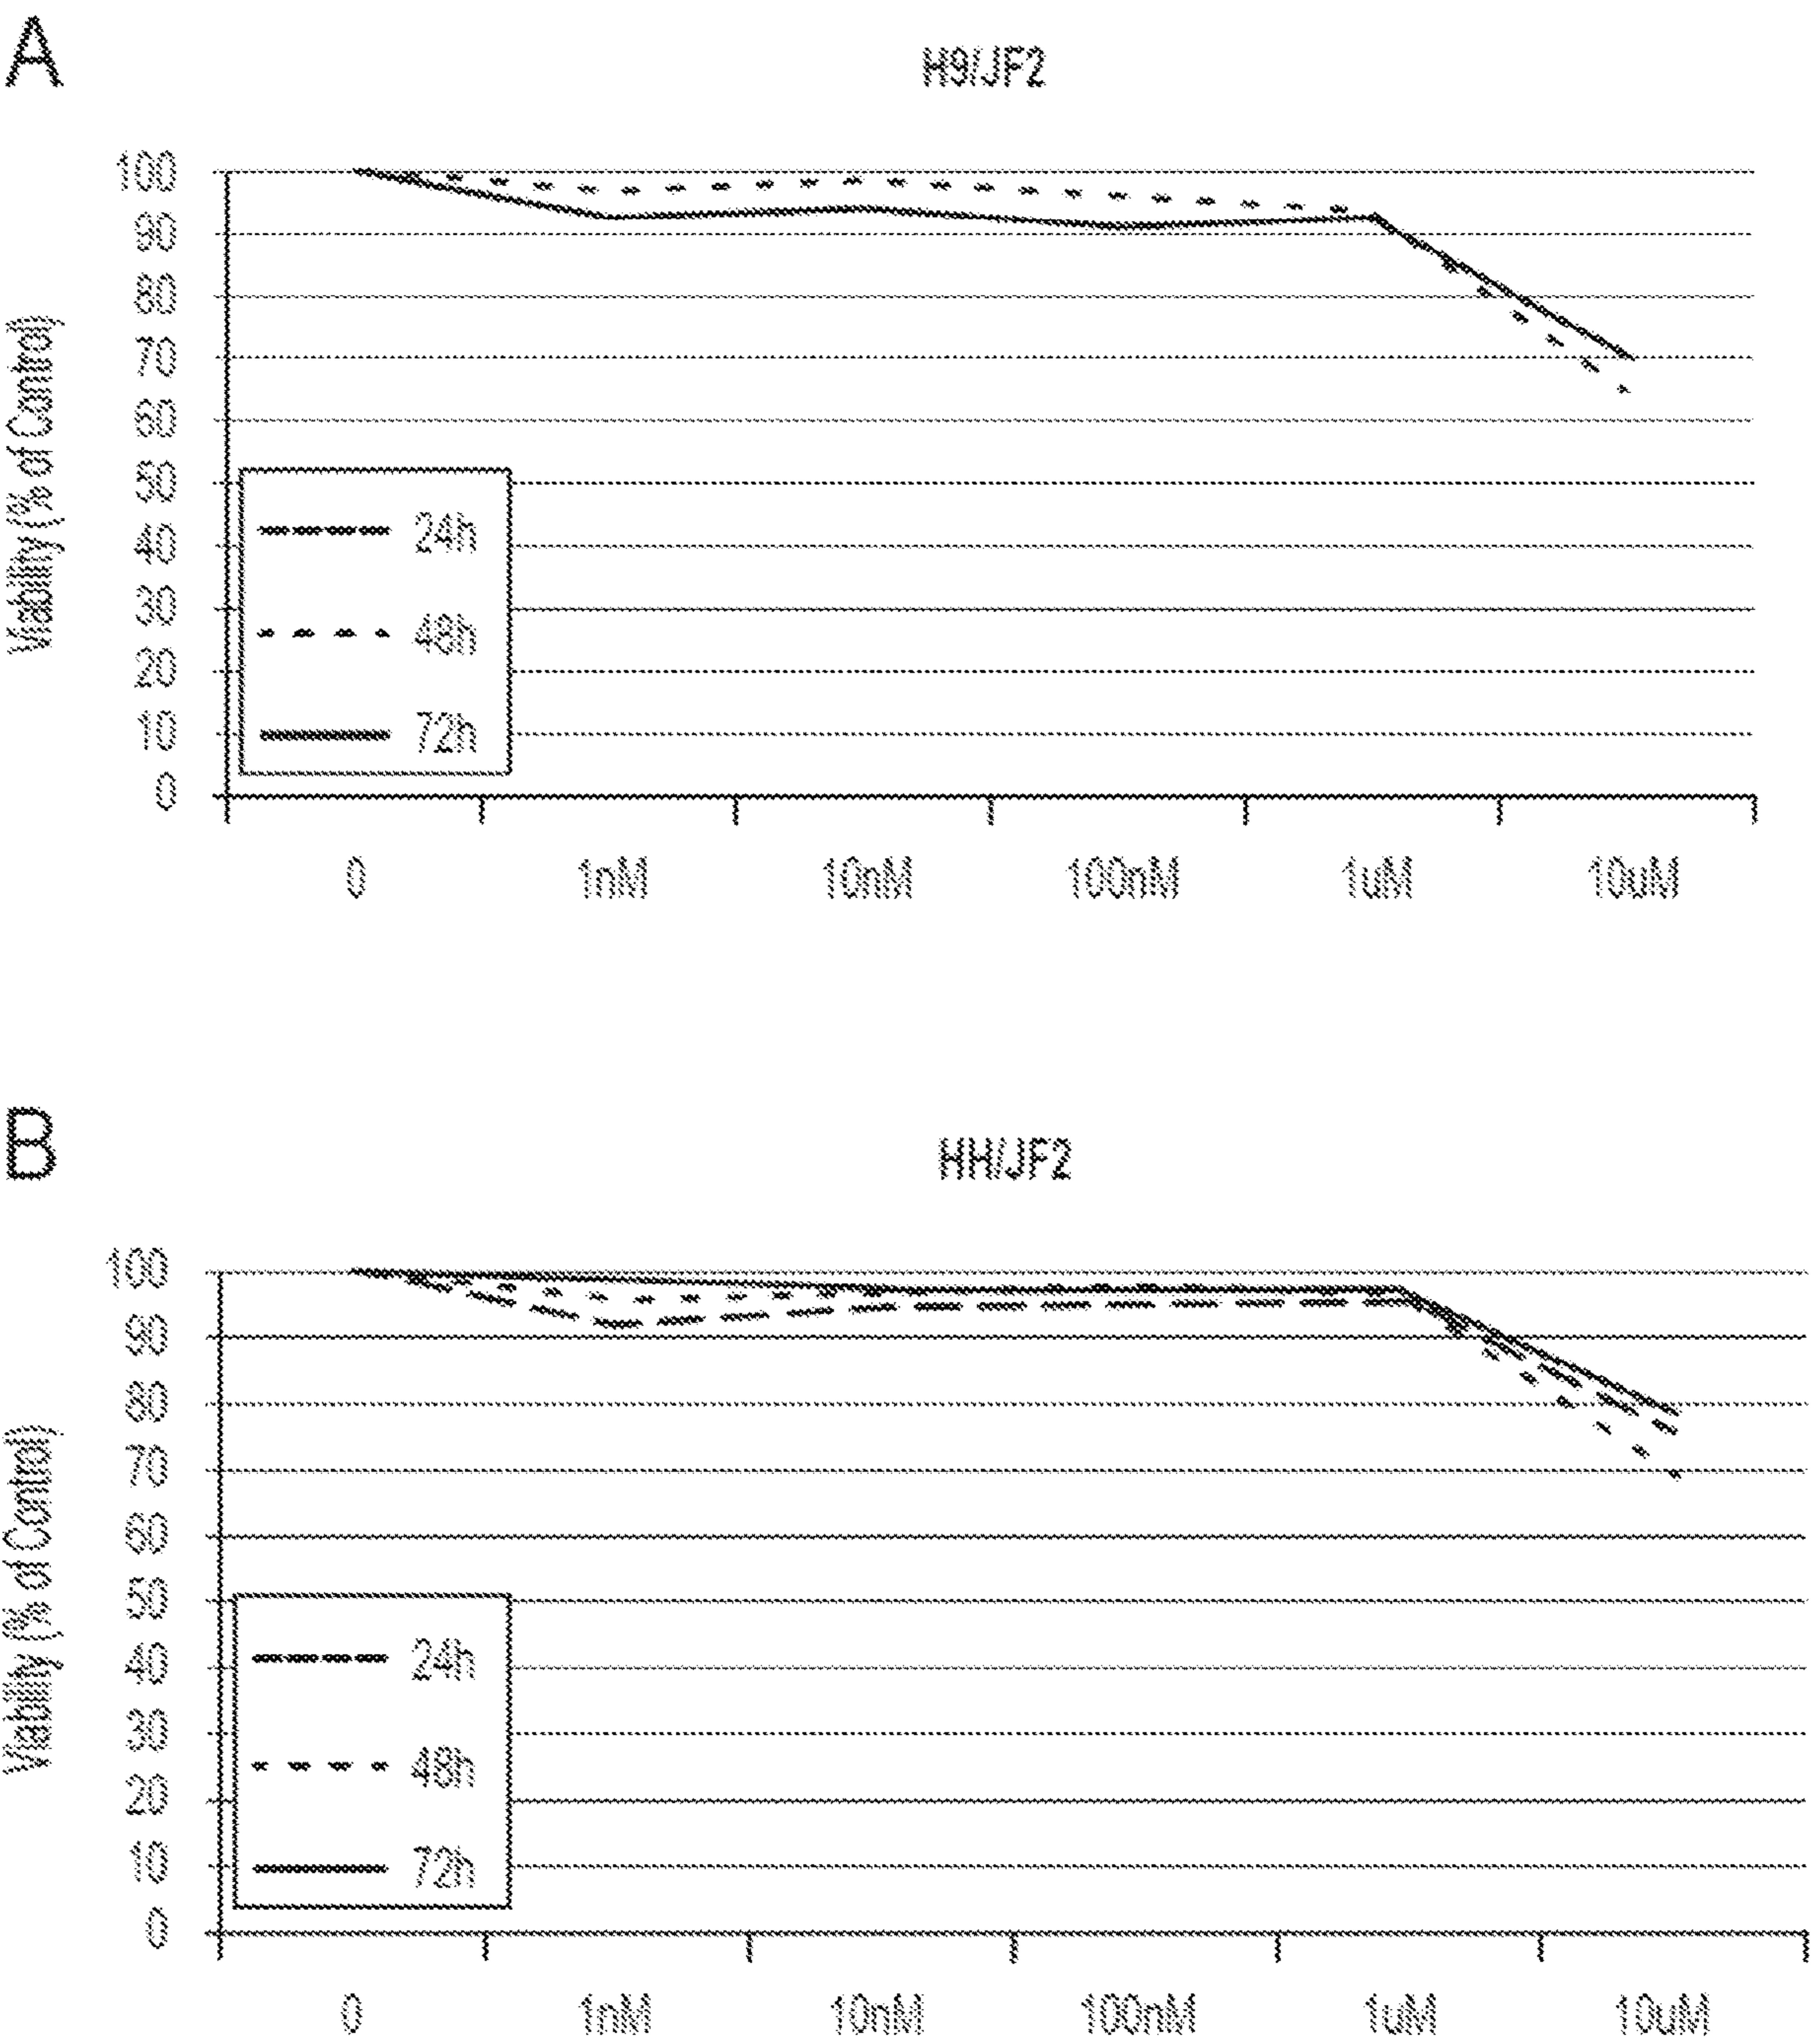 A
H9/JF2
Viability (% of Control)
100
90
80
70
60
50
40
30
20
10
0
24h
48h
72h
0 1nM 10nM 100nM 1uM 10uM
B
HH/JF2
Viability (% of Control)
100
90
80
70
60
50
40
30
20
10
0
24h
48h
72h
0 1nM 10nM 100nM 1uM 10uM